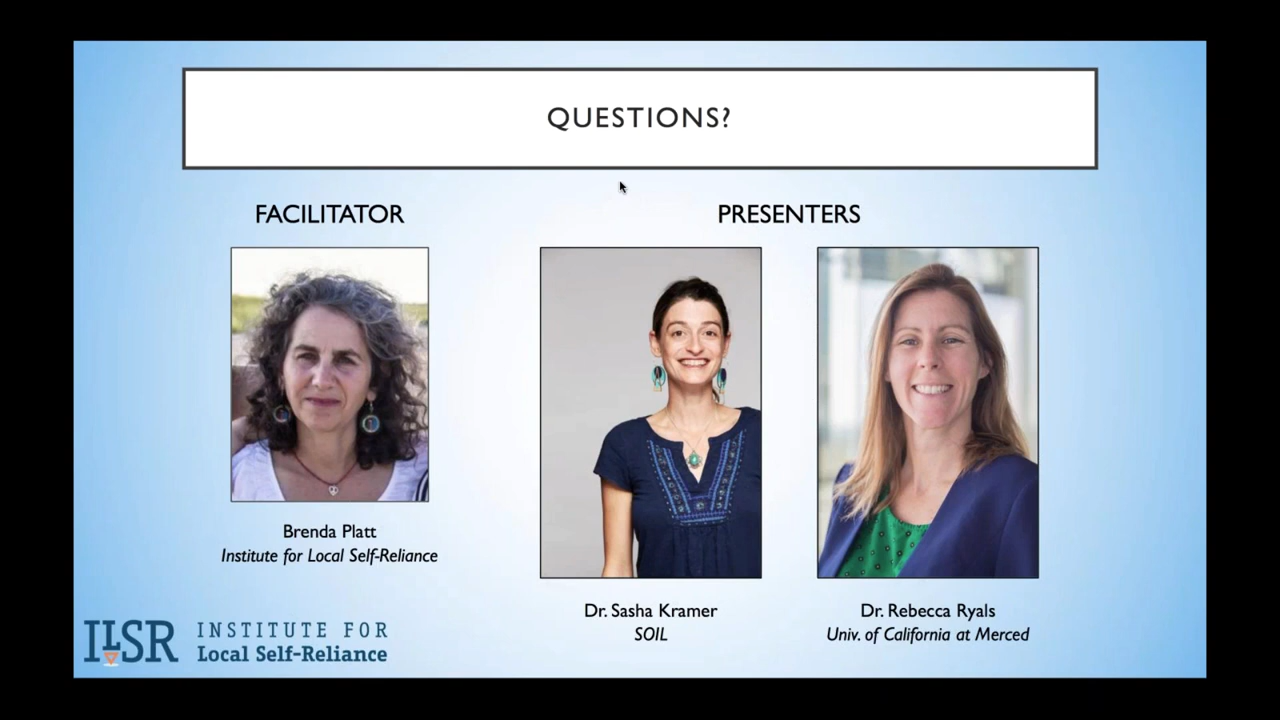 QUESTIONS?
FACILITATOR
PRESENTERS
Brenda Platt
Institute for Local Self-Reliance
Dr. Sasha Kramer
SOIL
Dr. Rebecca Ryals
Univ. of California at Merced
ILSR
INSTITUTE FOR
Local Self-Reliance